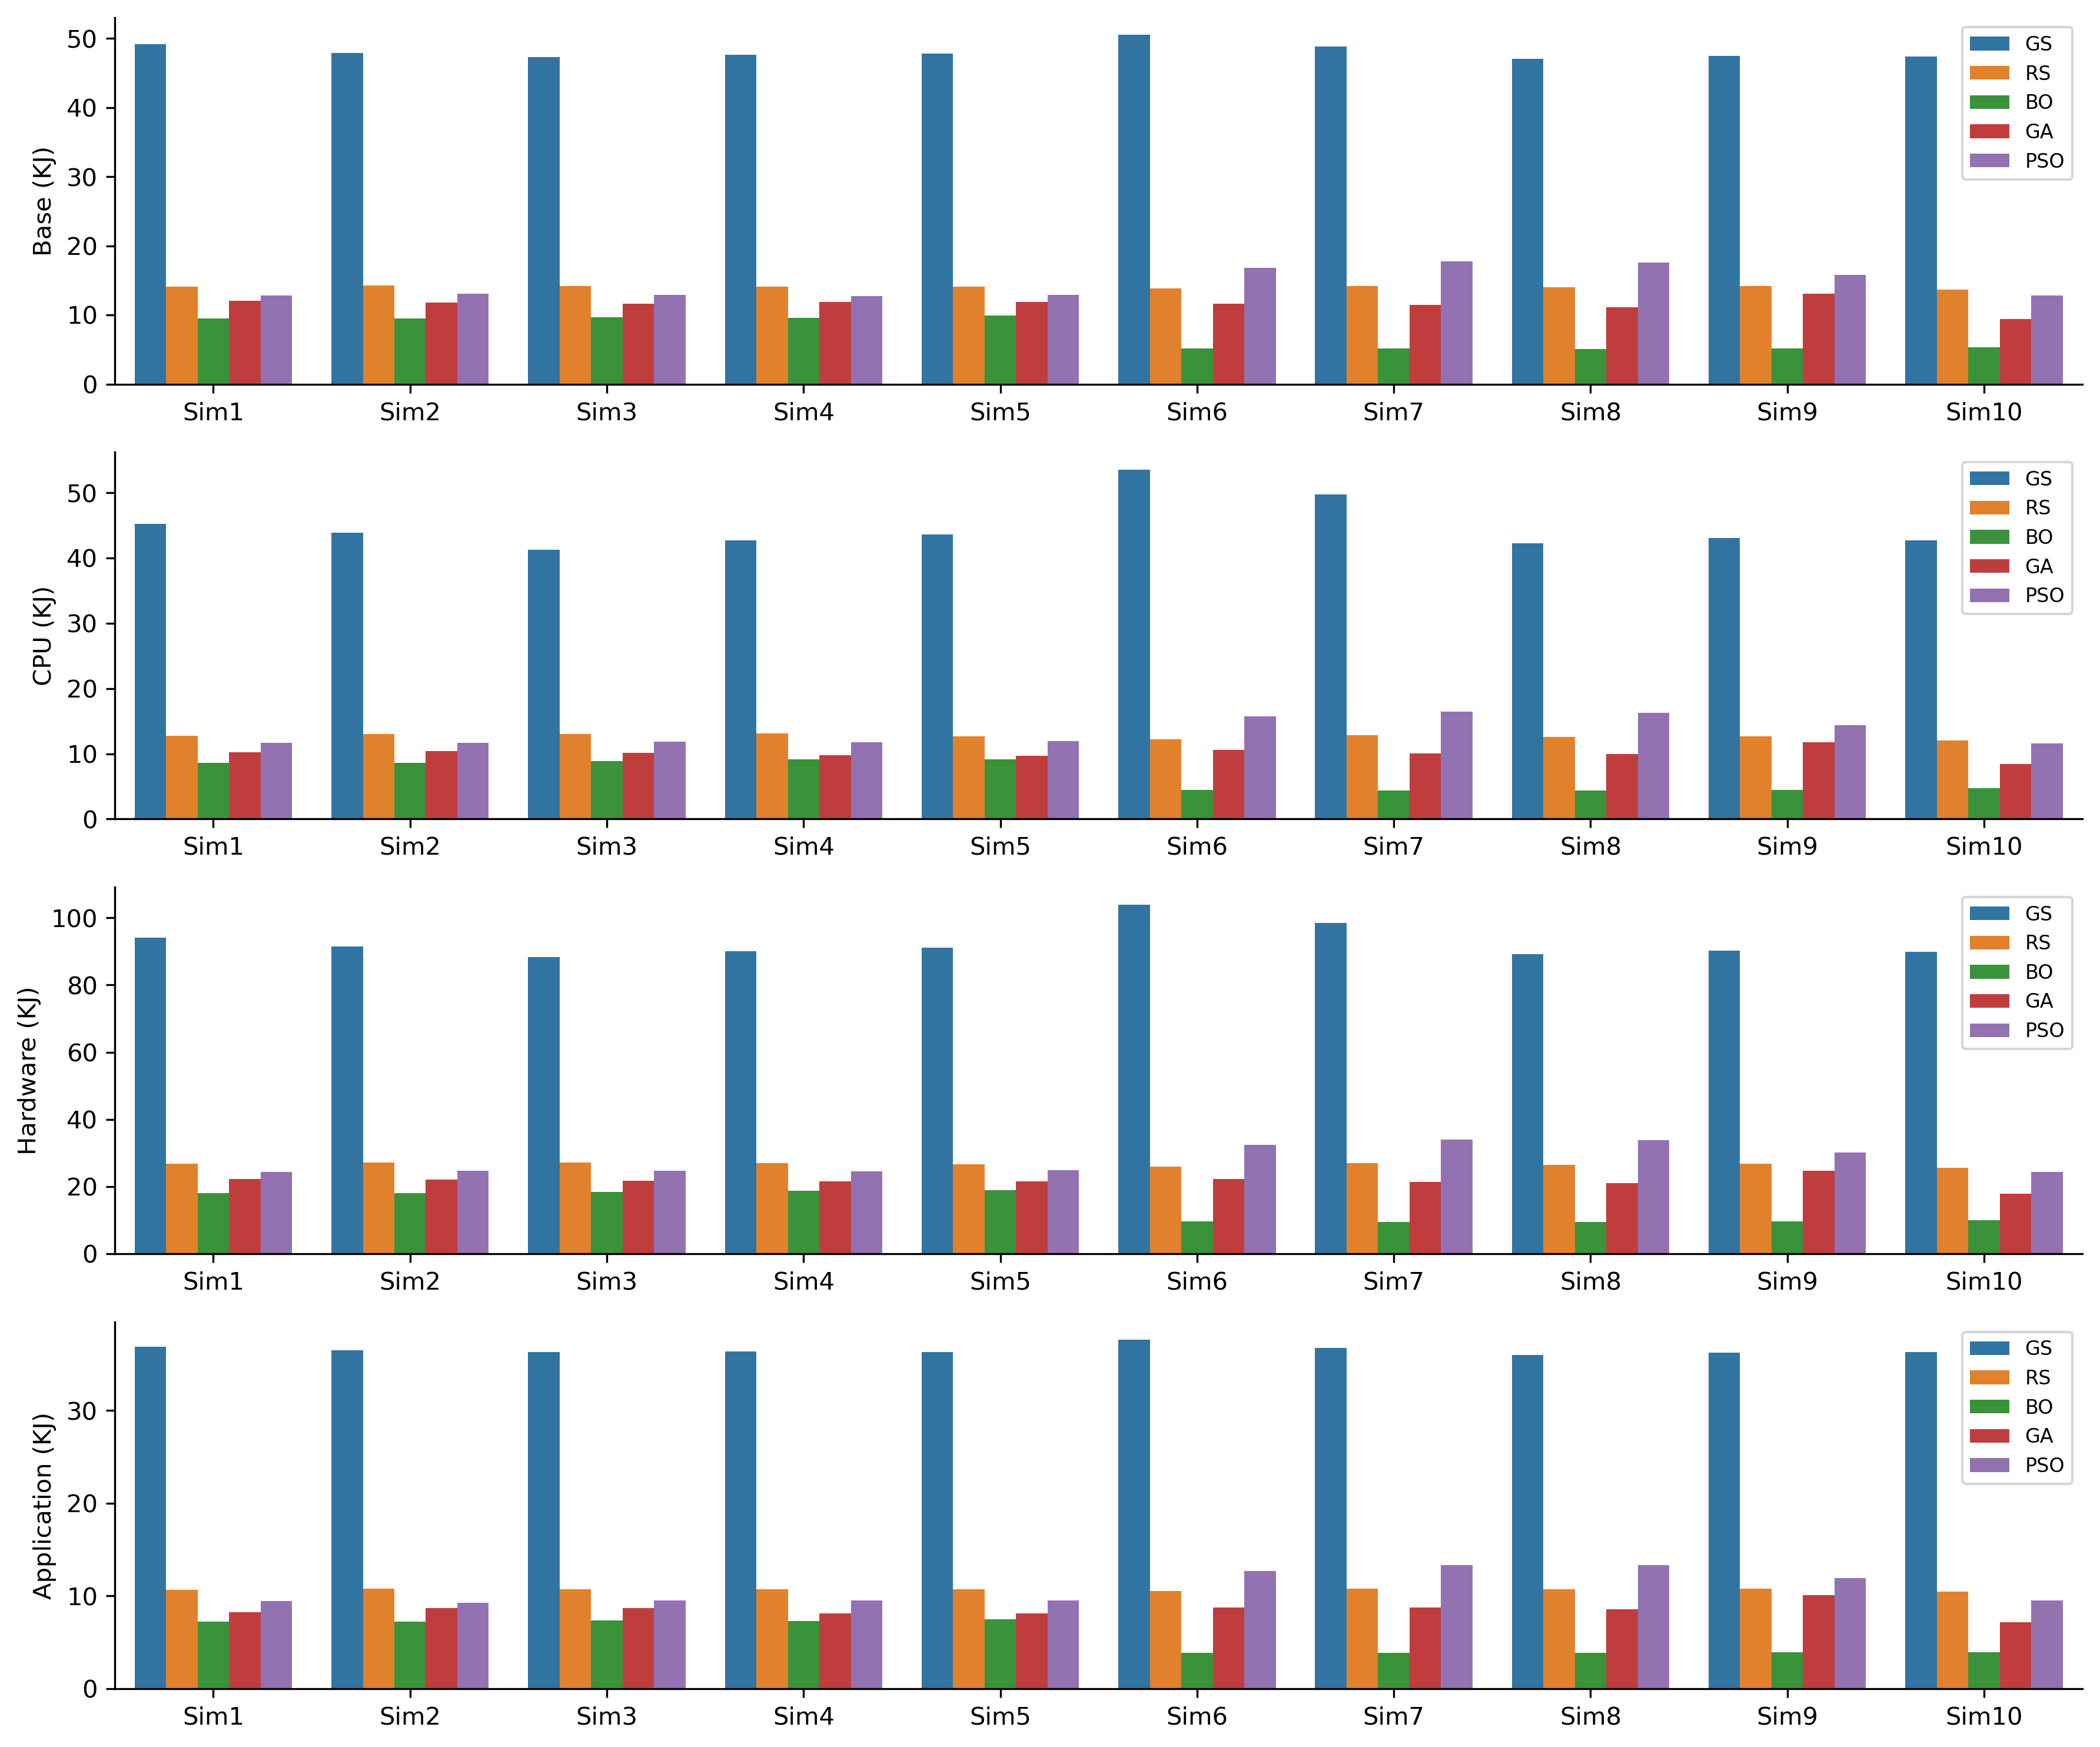 Base (KJ)
50
40
30
20
10
0
GS
RS
BO
GA
PSO
Sim1 Sim2 Sim3 Sim4 Sim5 Sim6 Sim7 Sim8 Sim9 Sim10
CPU (KJ)
50
40
30
20
10
0
GS
RS
BO
GA
PSO
Sim1 Sim2 Sim3 Sim4 Sim5 Sim6 Sim7 Sim8 Sim9 Sim10
Hardware (KJ)
100
80
60
40
20
0
GS
RS
BO
GA
PSO
Sim1 Sim2 Sim3 Sim4 Sim5 Sim6 Sim7 Sim8 Sim9 Sim10
Application (KJ)
30
20
10
0
GS
RS
BO
GA
PSO
Sim1 Sim2 Sim3 Sim4 Sim5 Sim6 Sim7 Sim8 Sim9 Sim10